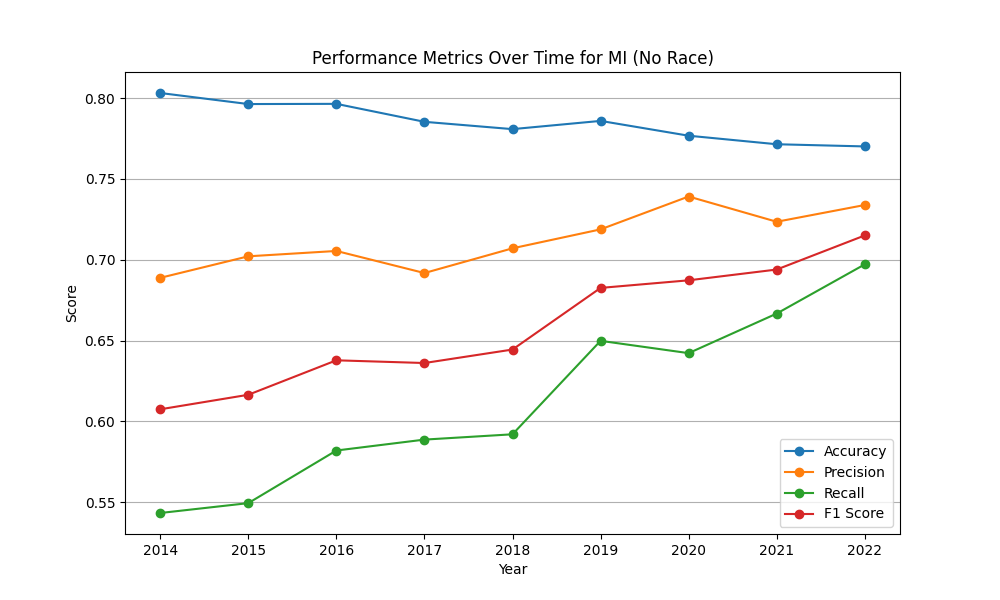 Performance Metrics Over Time for MI (No Race)
0.80
0.75
0.70
0.65
0.60
0.55
Score
2014 2015 2016 2017 2018 2019 2020 2021 2022
Year
Accuracy
Precision
Recall
F1 Score